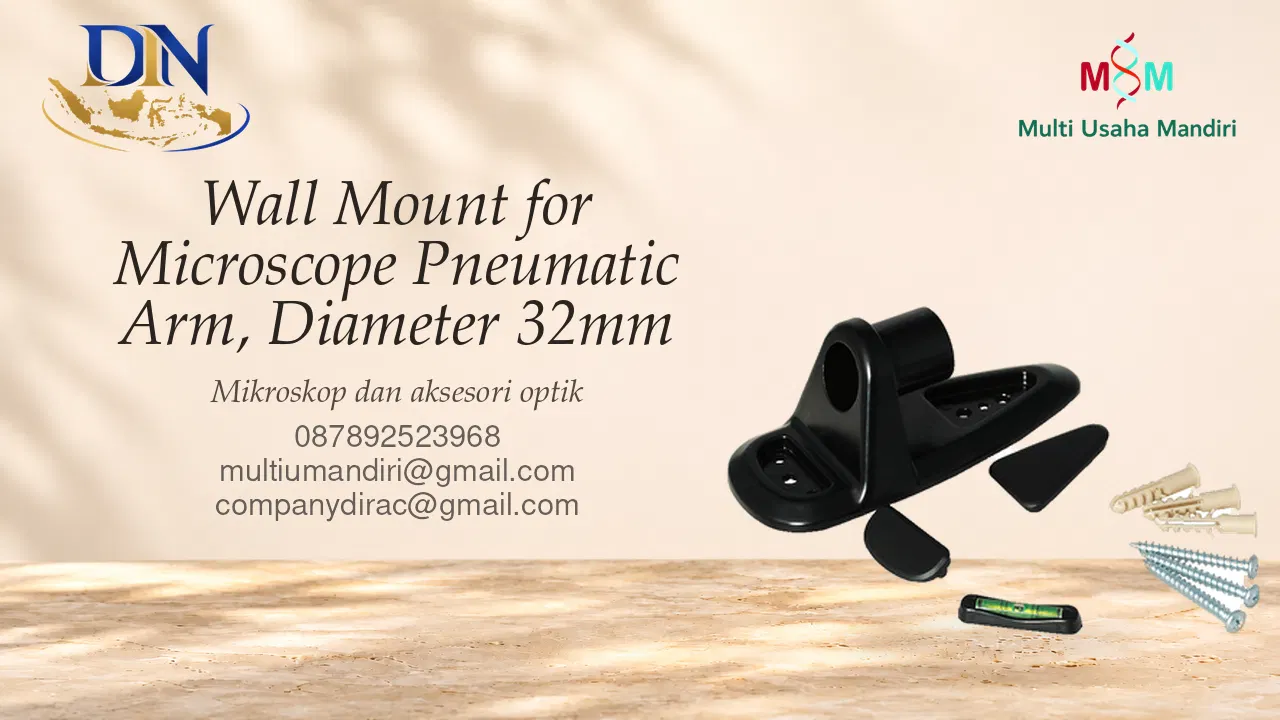 DIN
M M
Multi Usaha Mandiri
Wall Mount for
Microscope Pneumatic
Arm, Diameter 32mm
Mikroskop dan aksesori optik
087892523968
multiumandiri@gmail.com
companydirac@gmail.com